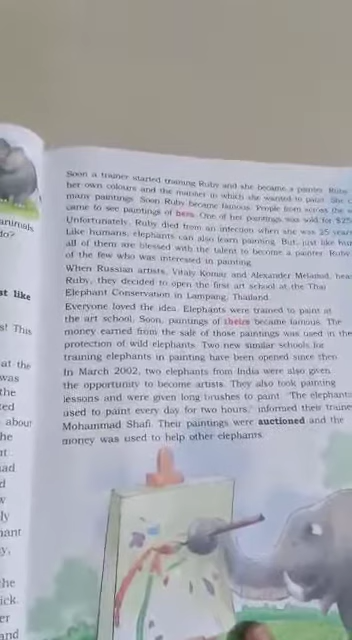 Soon a trainer started training Ruby and she became a painter. Ruby
her own colours and the manner in which she wanted to paint. She
many paintings. Soon Ruby became famous. People from across the
came to see paintings of hers. One of her paintings was sold for $25
Unfortunately, Ruby died from an infection when she was 25 years
Like humans, elephants can also learn painting. But, just like
all of them are blessed with the talent to become a painter. Ruby
of the few who was interested in painting.
When Russian artists, Vitaly Komar and Alexander Melamid, hea
Ruby, they decided to open the first art school at the Thai
Elephant Conservation in Lampang, Thailand.
Everyone loved the idea. Elephants were trained to paint at
the art school. Soon, paintings of theirs became famous. The
money earned from the sale of those paintings was used in the
protection of wild elephants. Two new similar schools for
training elephants in painting have been opened since then.
In March 2002, two elephants from India were also given
the opportunity to become artists. They also took painting
lessons and were given long brushes to paint. "The elephants
used to paint every day for two hours," informed their traine
Mohammad Shafi. Their paintings were auctioned and the
money was used to help other elephants.
animals
do?
st like
s! This
at the
was
the
ted
about
he
at
ad
d
w
ly
hant
y,
he
ick.
er
and